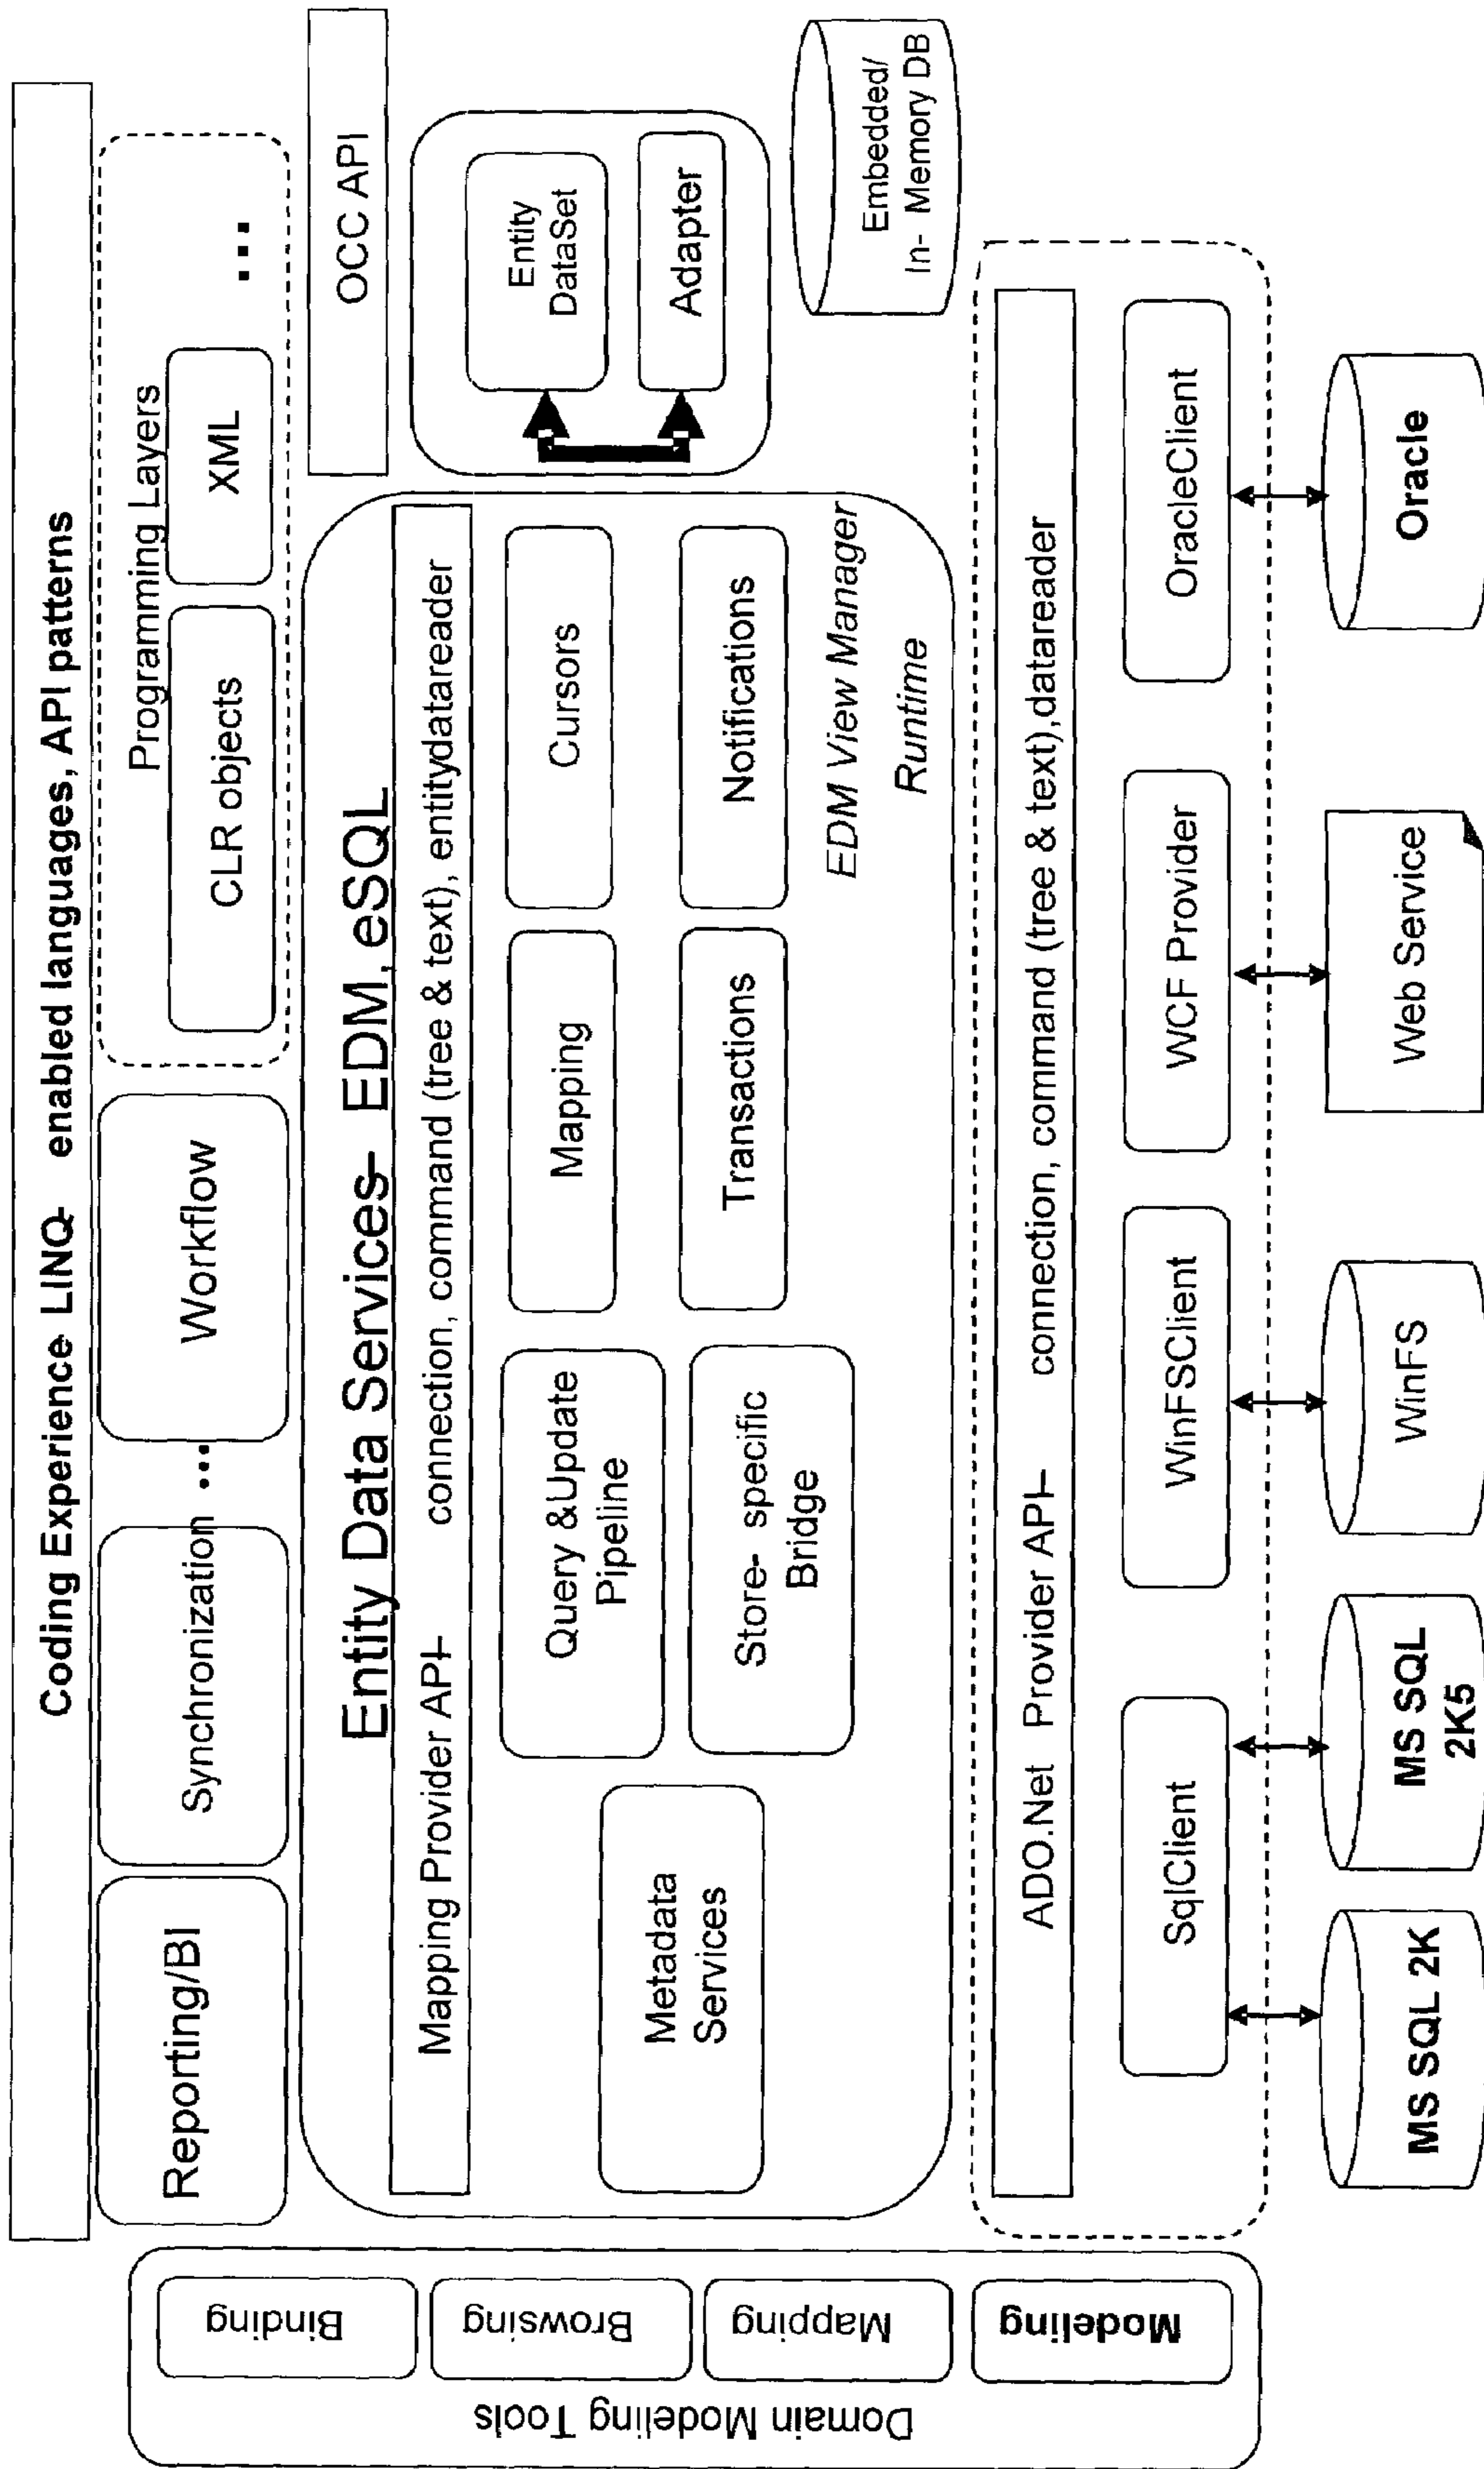 Coding Experience LINQ- enabled languages, API patterns
Reporting/BI
Synchronization
...
Workflow
Programming Layers
CLR objects
XML
...
Domain Modeling Tools
Binding
Browsing
Mapping
Modeling
Entity Data Services- EDM, eSQL
Mapping Provider API- connection, command (tree & text), entitydatareader
Metadata
Services
Query &Update
Pipeline
Store- specific
Bridge
Mapping
Transactions
Cursors
Notifications
EDM View Manager
Runtime
OCC API
Entity
DataSet
Adapter
Embedded/
In- Memory DB
ADO.Net Provider API- connection, command (tree & text),datareader
SqlClient
WinFSClient
WCF Provider
OracleClient
MS SQL 2K
MS SQL
2K5
WinFS
Web Service
Oracle